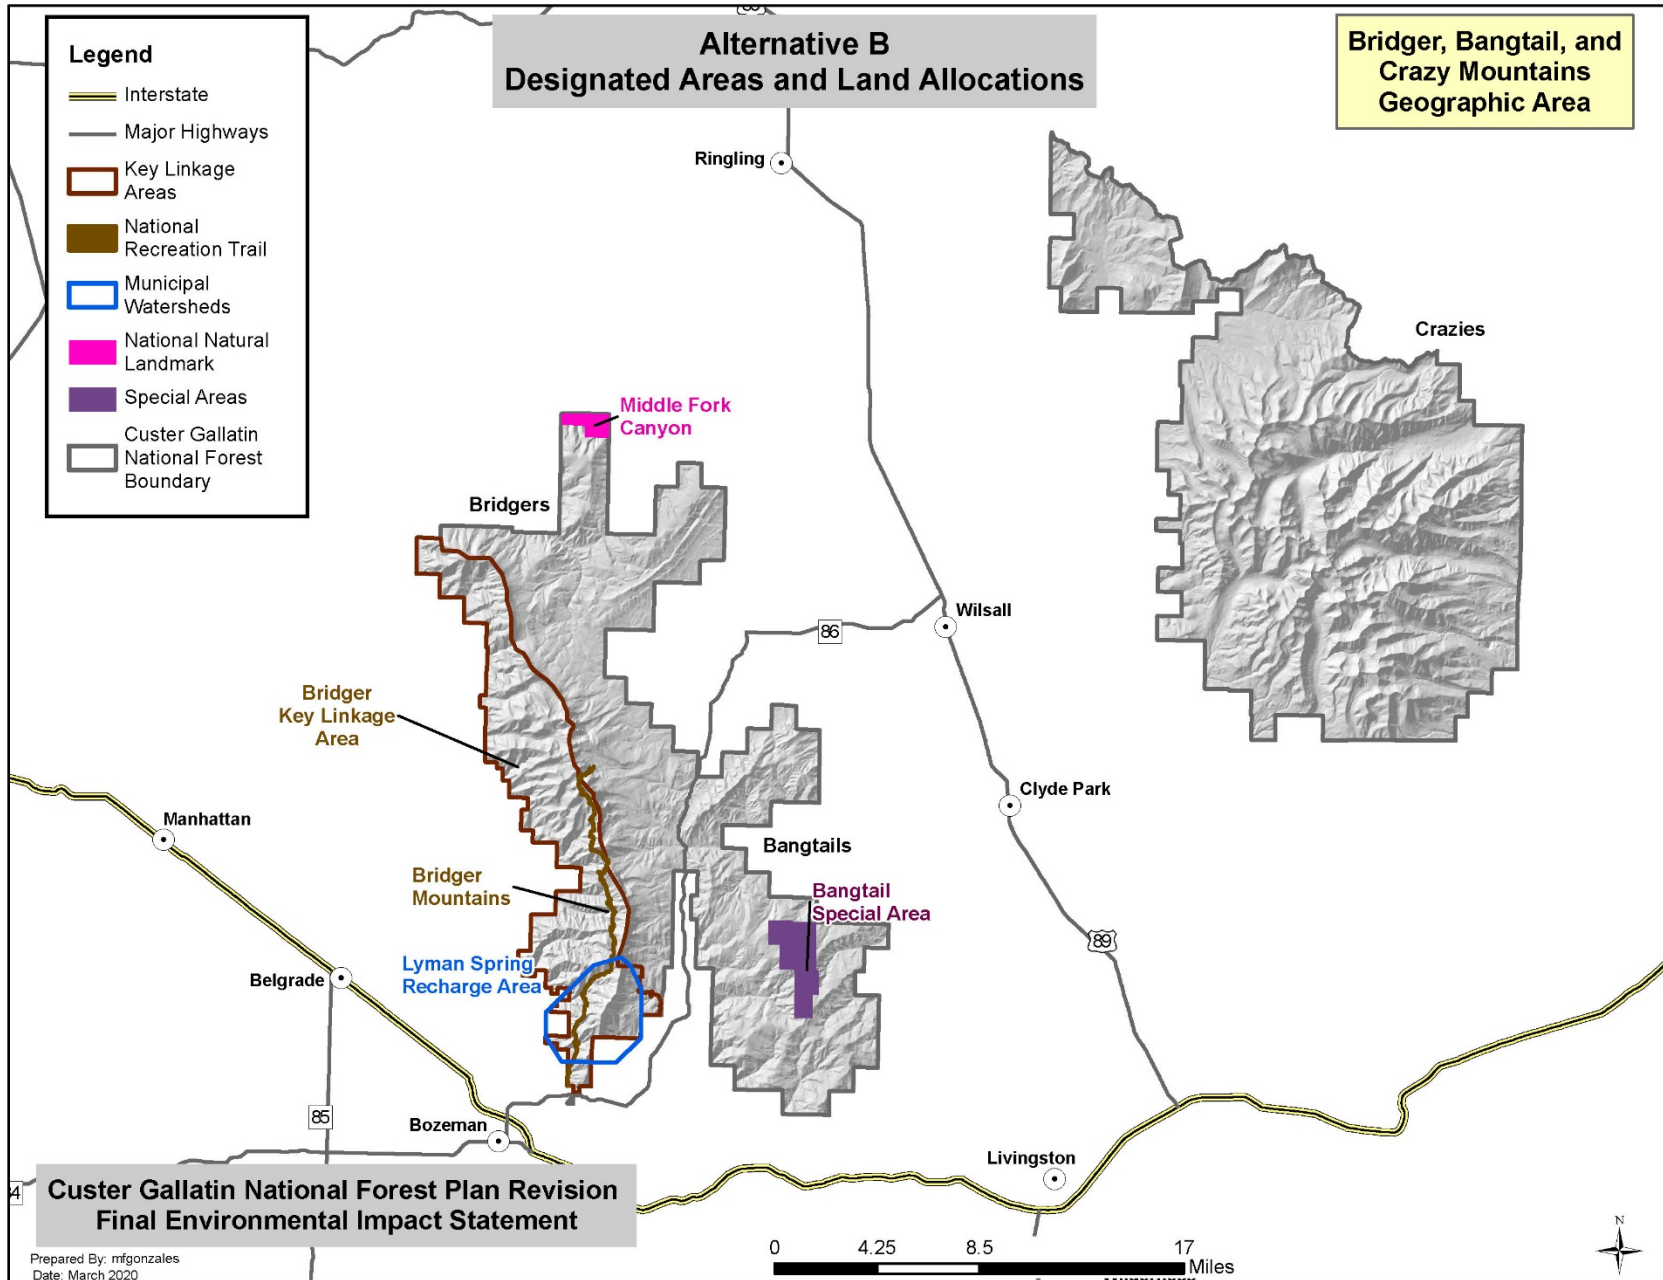 Alternative B
Designated Areas and Land Allocations
Bridger, Bangtail, and
Crazy Mountains
Geographic Area
Legend
Interstate
Major Highways
Key Linkage
Areas
National
Recreation Trail
Municipal
Watersheds
National Natural
Landmark
Special Areas
Custer Gallatin
National Forest
Boundary
Ringling
Crazies
Middle Fork
Canyon
Bridgers
Wilsall
86
Bridger
Key Linkage
Area
Clyde Park
Manhattan
Bangtails
Bridger
Mountains
Bangtail
Special Area
89
Lyman Spring
Recharge Area
Belgrade
85
Bozeman
Livingston
Custer Gallatin National Forest Plan Revision
Final Environmental Impact Statement
Prepared By: mfgonzales
Date: March 2020
0 4.25 8.5 17
Miles
N